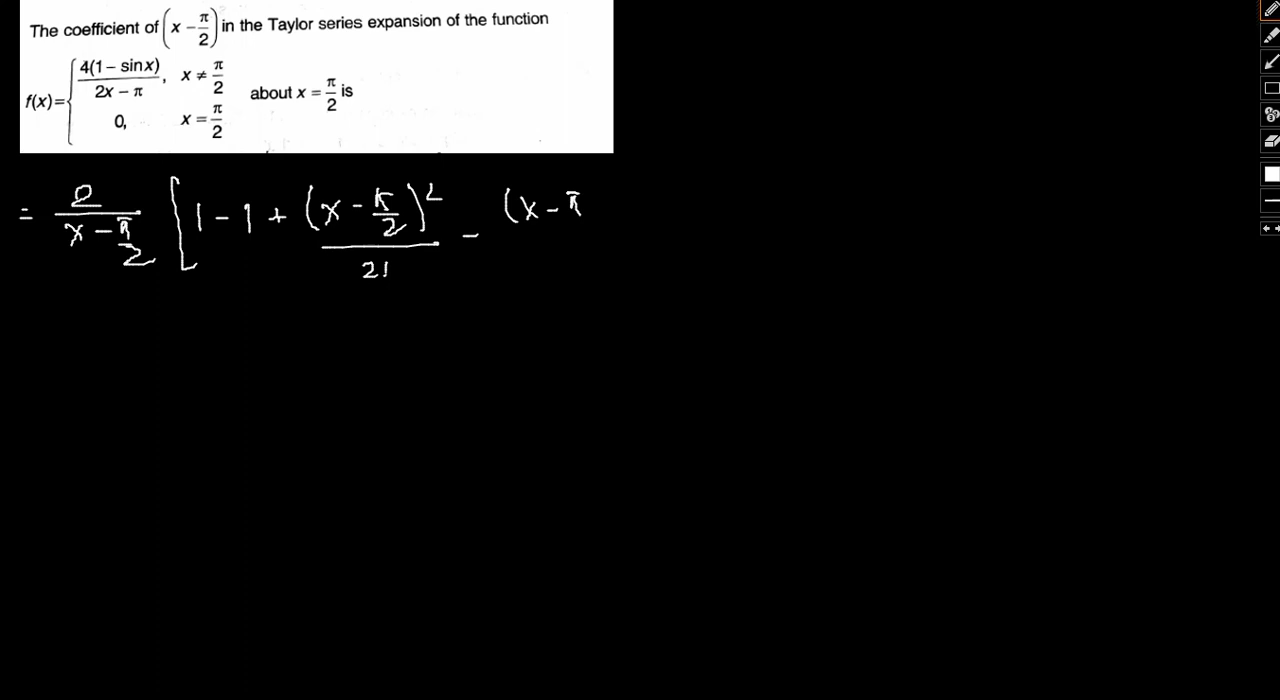 The coefficient of (x − π/2) in the Taylor series expansion of the function
f(x)= { 4(1 − sinx)/(2x − π), x ≠ π/2
0, x = π/2 about x = π/2 is
= 2/(x − π/2) [1 − 1 + (x − π/2)²/2! − (x − π